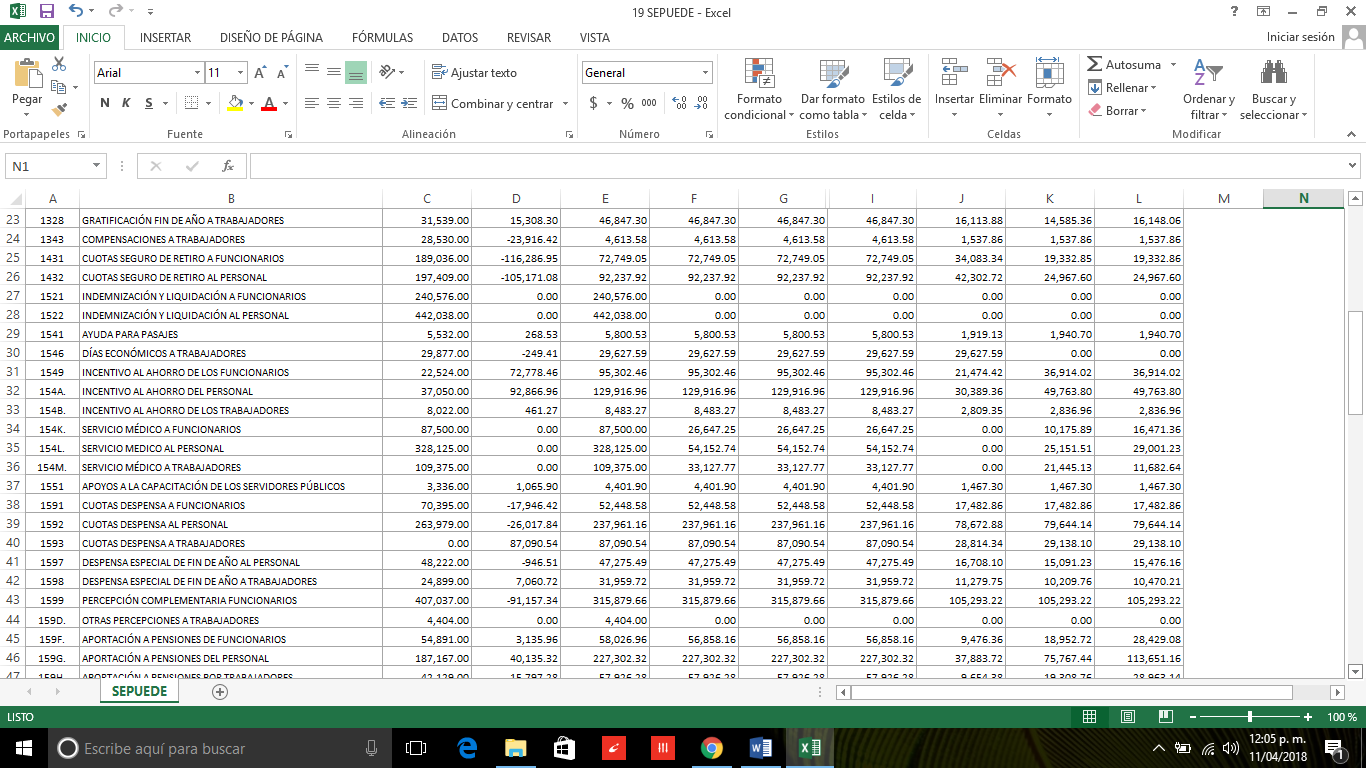 19 SEPUEDE - Excel
ARCHIVO INICIO INSERTAR DISEÑO DE PÁGINA FÓRMULAS DATOS REVISAR VISTA Iniciar sesión
Pegar Arial 11 Ajustar texto General Formato condicional Dar formato como tabla Estilos de celda Insertar Eliminar Formato Autosuma Rellenar Borrar Ordenar y filtrar Buscar y seleccionar
N K S Combinar y centrar $ % 000
Portapapeles Fuente Alineación Número Estilos Celdas Modificar
N1 fx
A B C D E F G I J K L M N
23 1328 GRATIFICACIÓN FIN DE AÑO A TRABAJADORES 31,539.00 15,308.30 46,847.30 46,847.30 46,847.30 46,847.30 16,113.88 14,585.36 16,148.06
24 1343 COMPENSACIONES A TRABAJADORES 28,530.00 -23,916.42 4,613.58 4,613.58 4,613.58 4,613.58 1,537.86 1,537.86 1,537.86
25 1431 CUOTAS SEGURO DE RETIRO A FUNCIONARIOS 189,036.00 -116,286.95 72,749.05 72,749.05 72,749.05 72,749.05 34,083.34 19,332.85 19,332.86
26 1432 CUOTAS SEGURO DE RETIRO AL PERSONAL 197,409.00 -105,171.08 92,237.92 92,237.92 92,237.92 92,237.92 42,302.72 24,967.60 24,967.60
27 1521 INDEMNIZACIÓN Y LIQUIDACIÓN A FUNCIONARIOS 240,576.00 0.00 240,576.00 0.00 0.00 0.00 0.00 0.00 0.00
28 1522 INDEMNIZACIÓN Y LIQUIDACIÓN AL PERSONAL 442,038.00 0.00 442,038.00 0.00 0.00 0.00 0.00 0.00 0.00
29 1541 AYUDA PARA PASAJES 5,532.00 268.53 5,800.53 5,800.53 5,800.53 5,800.53 1,919.13 1,940.70 1,940.70
30 1546 DÍAS ECONÓMICOS A TRABAJADORES 29,877.00 -249.41 29,627.59 29,627.59 29,627.59 29,627.59 29,627.59 0.00 0.00
31 1549 INCENTIVO AL AHORRO DE LOS FUNCIONARIOS 22,524.00 72,778.46 95,302.46 95,302.46 95,302.46 95,302.46 21,474.42 36,914.02 36,914.02
32 154A. INCENTIVO AL AHORRO DEL PERSONAL 37,050.00 92,866.96 129,916.96 129,916.96 129,916.96 129,916.96 30,389.36 49,763.80 49,763.80
33 154B. INCENTIVO AL AHORRO DE LOS TRABAJADORES 8,022.00 461.27 8,483.27 8,483.27 8,483.27 8,483.27 2,809.35 2,836.96 2,836.96
34 154K. SERVICIO MÉDICO A FUNCIONARIOS 87,500.00 0.00 87,500.00 26,647.25 26,647.25 26,647.25 0.00 10,175.89 16,471.36
35 154L. SERVICIO MEDICO AL PERSONAL 328,125.00 0.00 328,125.00 54,152.74 54,152.74 54,152.74 0.00 25,151.51 29,001.23
36 154M. SERVICIO MÉDICO A TRABAJADORES 109,375.00 0.00 109,375.00 33,127.77 33,127.77 33,127.77 0.00 21,445.13 11,682.64
37 1551 APOYOS A LA CAPACITACIÓN DE LOS SERVIDORES PÚBLICOS 3,336.00 1,065.90 4,401.90 4,401.90 4,401.90 4,401.90 1,467.30 1,467.30 1,467.30
38 1591 CUOTAS DESPENSA A FUNCIONARIOS 70,395.00 -17,946.42 52,448.58 52,448.58 52,448.58 52,448.58 17,482.86 17,482.86 17,482.86
39 1592 CUOTAS DESPENSA AL PERSONAL 263,979.00 -26,017.84 237,961.16 237,961.16 237,961.16 237,961.16 78,672.88 79,644.14 79,644.14
40 1593 CUOTAS DESPENSA A TRABAJADORES 0.00 87,090.54 87,090.54 87,090.54 87,090.54 87,090.54 28,814.34 29,138.10 29,138.10
41 1597 DESPENSA ESPECIAL DE FIN DE AÑO AL PERSONAL 48,222.00 -946.51 47,275.49 47,275.49 47,275.49 47,275.49 16,708.10 15,091.23 15,476.16
42 1598 DESPENSA ESPECIAL DE FIN DE AÑO A TRABAJADORES 24,899.00 7,060.72 31,959.72 31,959.72 31,959.72 31,959.72 11,279.75 10,209.76 10,470.21
43 1599 PERCEPCIÓN COMPLEMENTARIA FUNCIONARIOS 407,037.00 -91,157.34 315,879.66 315,879.66 315,879.66 315,879.66 105,293.22 105,293.22 105,293.22
44 159D. OTRAS PERCEPCIONES A TRABAJADORES 4,404.00 0.00 4,404.00 0.00 0.00 0.00 0.00 0.00 0.00
45 159F. APORTACIÓN A PENSIONES DE FUNCIONARIOS 54,891.00 3,135.96 58,026.96 56,858.16 56,858.16 56,858.16 9,476.36 18,952.72 28,429.08
46 159G. APORTACIÓN A PENSIONES DEL PERSONAL 187,167.00 40,135.32 227,302.32 227,302.32 227,302.32 227,302.32 37,883.72 75,767.44 113,651.16
47 159H. APORTACIÓN A PENSIONES POR TRABAJADORES 42,129.00 15,797.28 57,926.28 57,926.28 57,926.28 57,926.28 9,654.38 19,308.76 28,963.14
SEPUEDE
LISTO 100 %
Escribe aquí para buscar 12:05 p. m.
11/04/2018